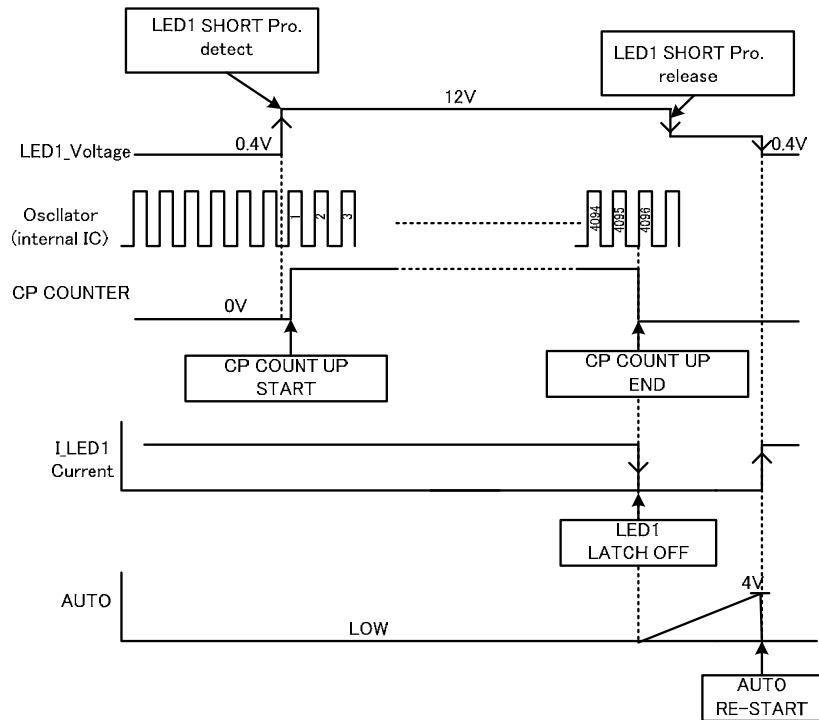 LED1 SHORT Pro.
detect
LED1 SHORT Pro.
release
12V
LED1_Voltage
0.4V
0.4V
Oscllator
(internal IC)
1
2
3
4094
4095
4096
CP COUNTER
0V
CP COUNT UP
START
CP COUNT UP
END
I_LED1
Current
LED1
LATCH OFF
AUTO
LOW
4V
AUTO
RE-START